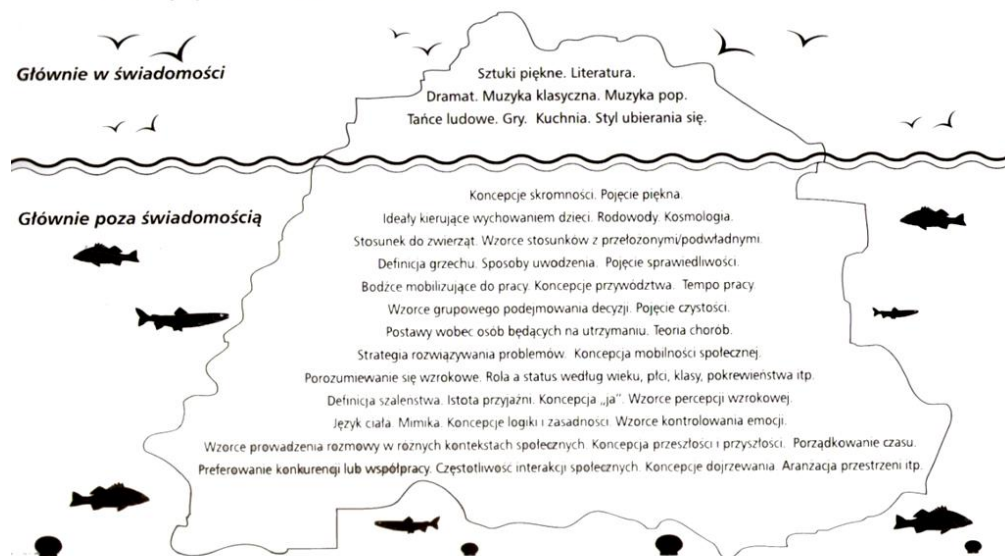 Głównie w świadomości
Sztuki piękne. Literatura.
Dramat. Muzyka klasyczna. Muzyka pop.
Tańce ludowe. Gry. Kuchnia. Styl ubierania się.
Koncepcje skromności. Pojęcie piękna.
Głównie poza świadomością
Ideały kierujące wychowaniem dzieci. Rodowody. Kosmologia.
Stosunek do zwierząt. Wzorce stosunków z przełożonymi/podwładnymi.
Definicja grzechu. Sposoby uwodzenia. Pojęcie sprawiedliwości.
Bodźce mobilizujące do pracy. Koncepcje przywództwa. Tempo pracy.
Wzorce grupowego podejmowania decyzji. Pojęcie czystości.
Postawy wobec osób będących na utrzymaniu. Teoria chorób.
Strategia rozwiązywania problemów. Koncepcja mobilności społecznej.
Porozumiewanie się wzrokowe. Rola a status według wieku, płci, klasy, pokrewieństwa itp.
Definicja szaleństwa. Istota przyjaźni. Koncepcja „ja”. Wzorce percepcji wzrokowej.
Język ciała. Mimika. Koncepcje logiki i zasadności. Wzorce kontrolowania emocji.
Wzorce prowadzenia rozmowy w różnych kontekstach społecznych. Koncepcja przeszłości i przyszłości. Porządkowanie czasu.
Preferowanie konkurencji lub współpracy. Częstotliwość interakcji społecznych. Koncepcje dojrzewania. Aranżacja przestrzeni itp.